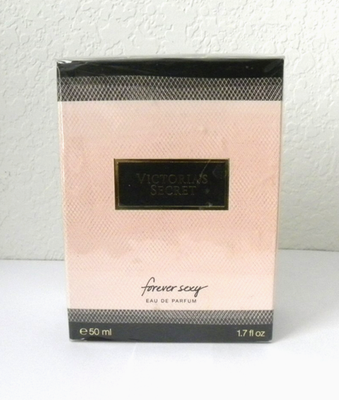 VICTORIA'S
SECRET
forever sexy
EAU DE PARFUM
e 50 ml 1.7 fl oz